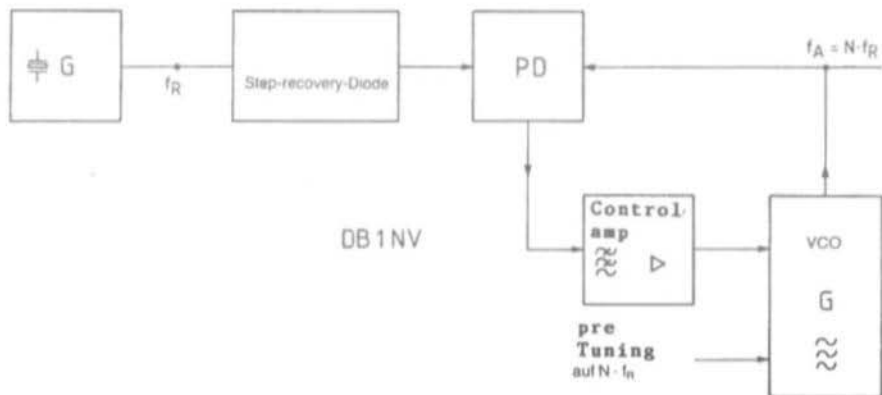 G
f_R
Step-recovery-Diode
PD
f_A = N·f_R
DB1NV
Control
amp
VCO
G
pre
Tuning
auf N · f_R